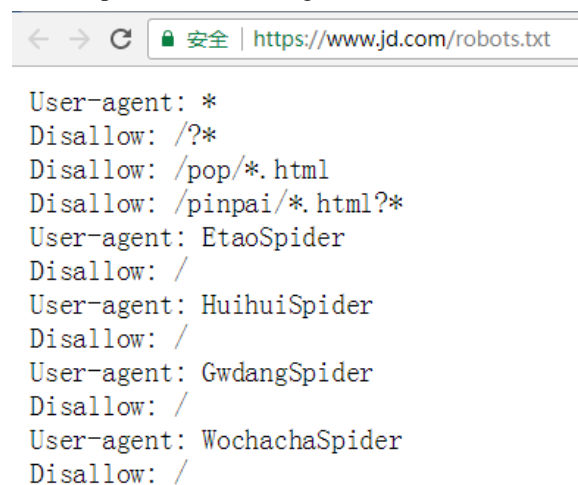 安全 | https://www.jd.com/robots.txt
User-agent: *
Disallow: /?*
Disallow: /pop/*.html
Disallow: /pinpai/*.html?*
User-agent: EtaoSpider
Disallow: /
User-agent: HuihuiSpider
Disallow: /
User-agent: GwdangSpider
Disallow: /
User-agent: WochachaSpider
Disallow: /